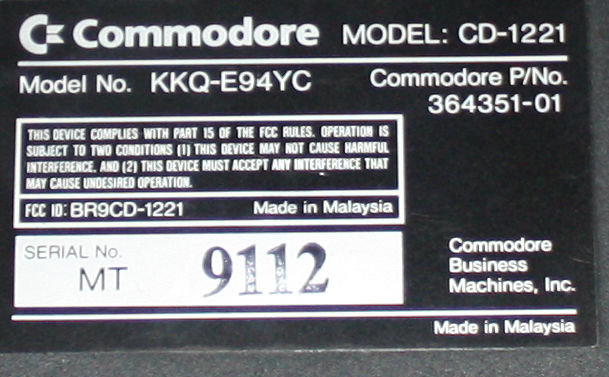 Commodore MODEL: CD-1221
Model No. KKQ-E94YC Commodore P/No.
364351-01
THIS DEVICE COMPLIES WITH PART 15 OF THE FCC RULES. OPERATION IS
SUBJECT TO TWO CONDITIONS (1) THIS DEVICE MAY NOT CAUSE HARMFUL
INTERFERENCE, AND (2) THIS DEVICE MUST ACCEPT ANY INTERFERENCE THAT
MAY CAUSE UNDESIRED OPERATION.
FCC ID: BR9CD-1221 Made in Malaysia
SERIAL No.
MT 9112
Commodore
Business
Machines, Inc.
Made in Malaysia